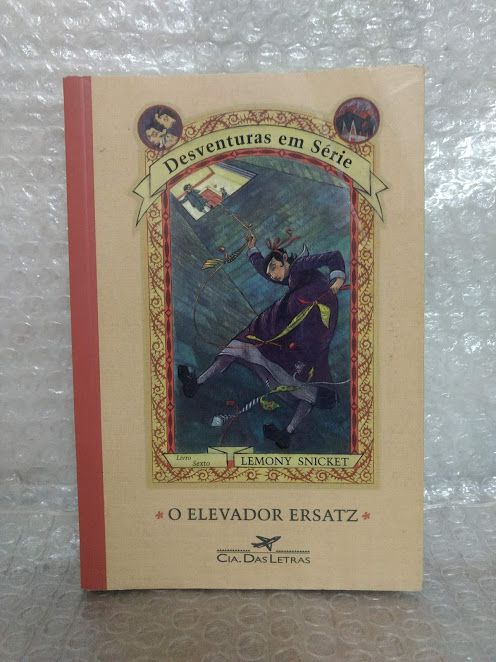 Desventuras em Série
Livro
Sexto
LEMONY SNICKET
* O ELEVADOR ERSATZ *
CIA. DAS LETRAS